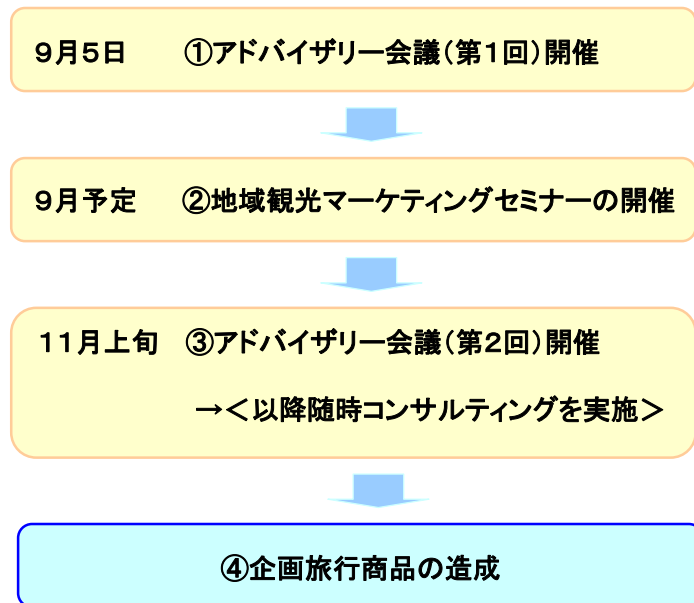 ９月５日　①アドバイザリー会議（第１回）開催
９月予定　②地域観光マーケティングセミナーの開催
１１月上旬　③アドバイザリー会議（第２回）開催
→＜以降随時コンサルティングを実施＞
④企画旅行商品の造成